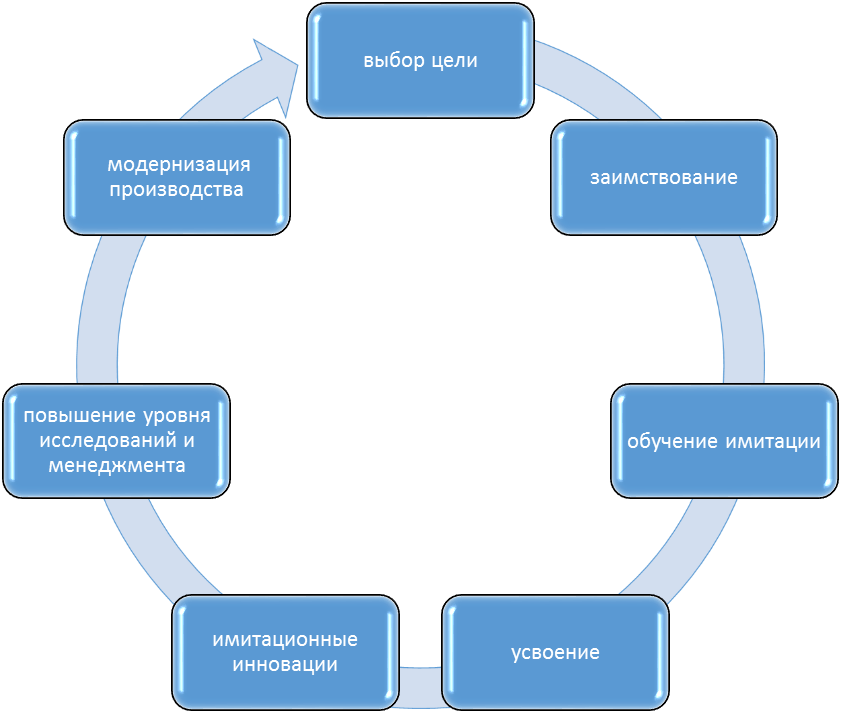 выбор цели
заимствование
обучение имитации
усвоение
имитационные
инновации
повышение уровня
исследований и
менеджмента
модернизация
производства